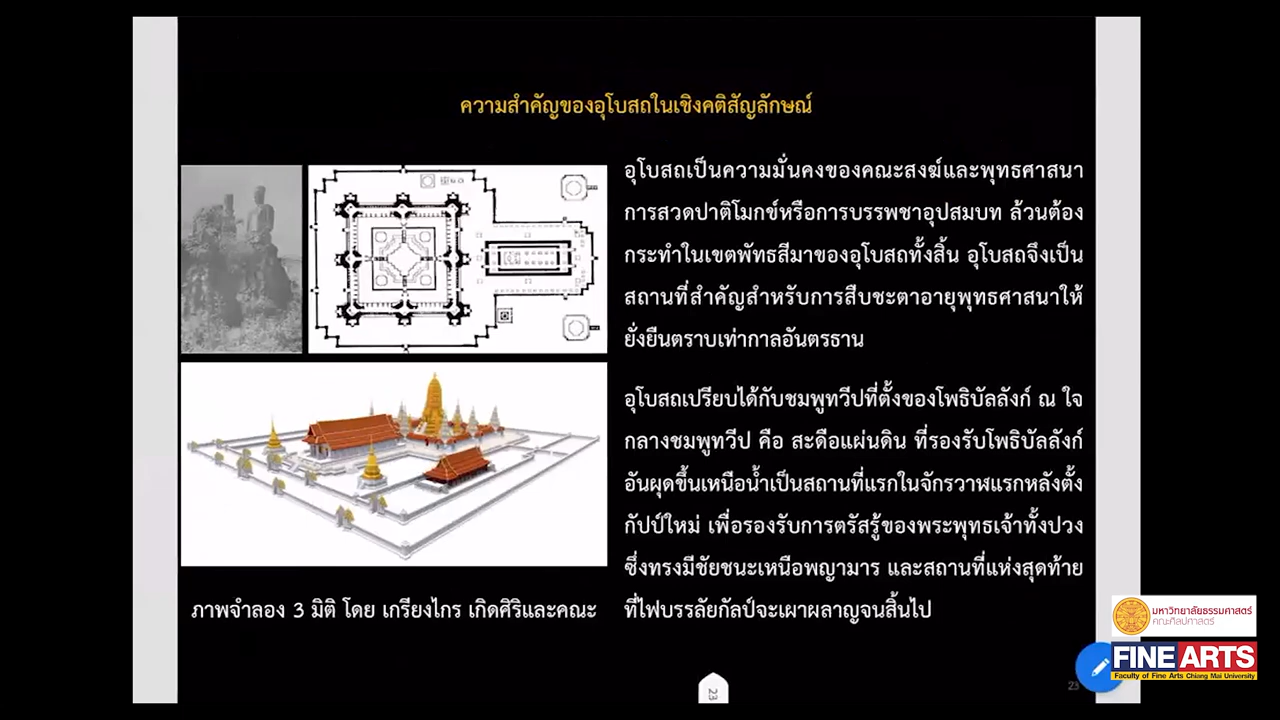 ความสำคัญของอุโบสถในเชิงคติสัญลักษณ์
อุโบสถเป็นความมั่นคงของคณะสงฆ์และพุทธศาสนา
การสวดปาติโมกข์หรือการบรรพชาอุปสมบท ล้วนต้อง
กระทำในเขตพัทธสีมาของอุโบสถทั้งสิ้น อุโบสถจึงเป็น
สถานที่สำคัญสำหรับการสืบชะตาอายุพุทธศาสนาให้
ยั่งยืนตราบเท่ากาลอันตรธาน
อุโบสถเปรียบได้กับชมพูทวีปที่ตั้งของโพธิบัลลังก์ ณ ใจ
กลางชมพูทวีป คือ สะดือแผ่นดิน ที่รองรับโพธิบัลลังก์
อันผุดขึ้นเหนือน้ำเป็นสถานที่แรกในจักรวาฬแรกหลังตั้ง
กัปป์ใหม่ เพื่อรองรับการตรัสรู้ของพระพุทธเจ้าทั้งปวง
ซึ่งทรงมีชัยชนะเหนือพญามาร และสถานที่แห่งสุดท้าย
ที่ไฟบรรลัยกัลป์จะเผาผลาญจนสิ้นไป
ภาพจำลอง 3 มิติ โดย เกรียงไกร เกิดศิริและคณะ
มหาวิทยาลัยธรรมศาสตร์
คณะศิลปศาสตร์
FINE ARTS
Faculty of Fine Arts Chiang Mai University
23
23